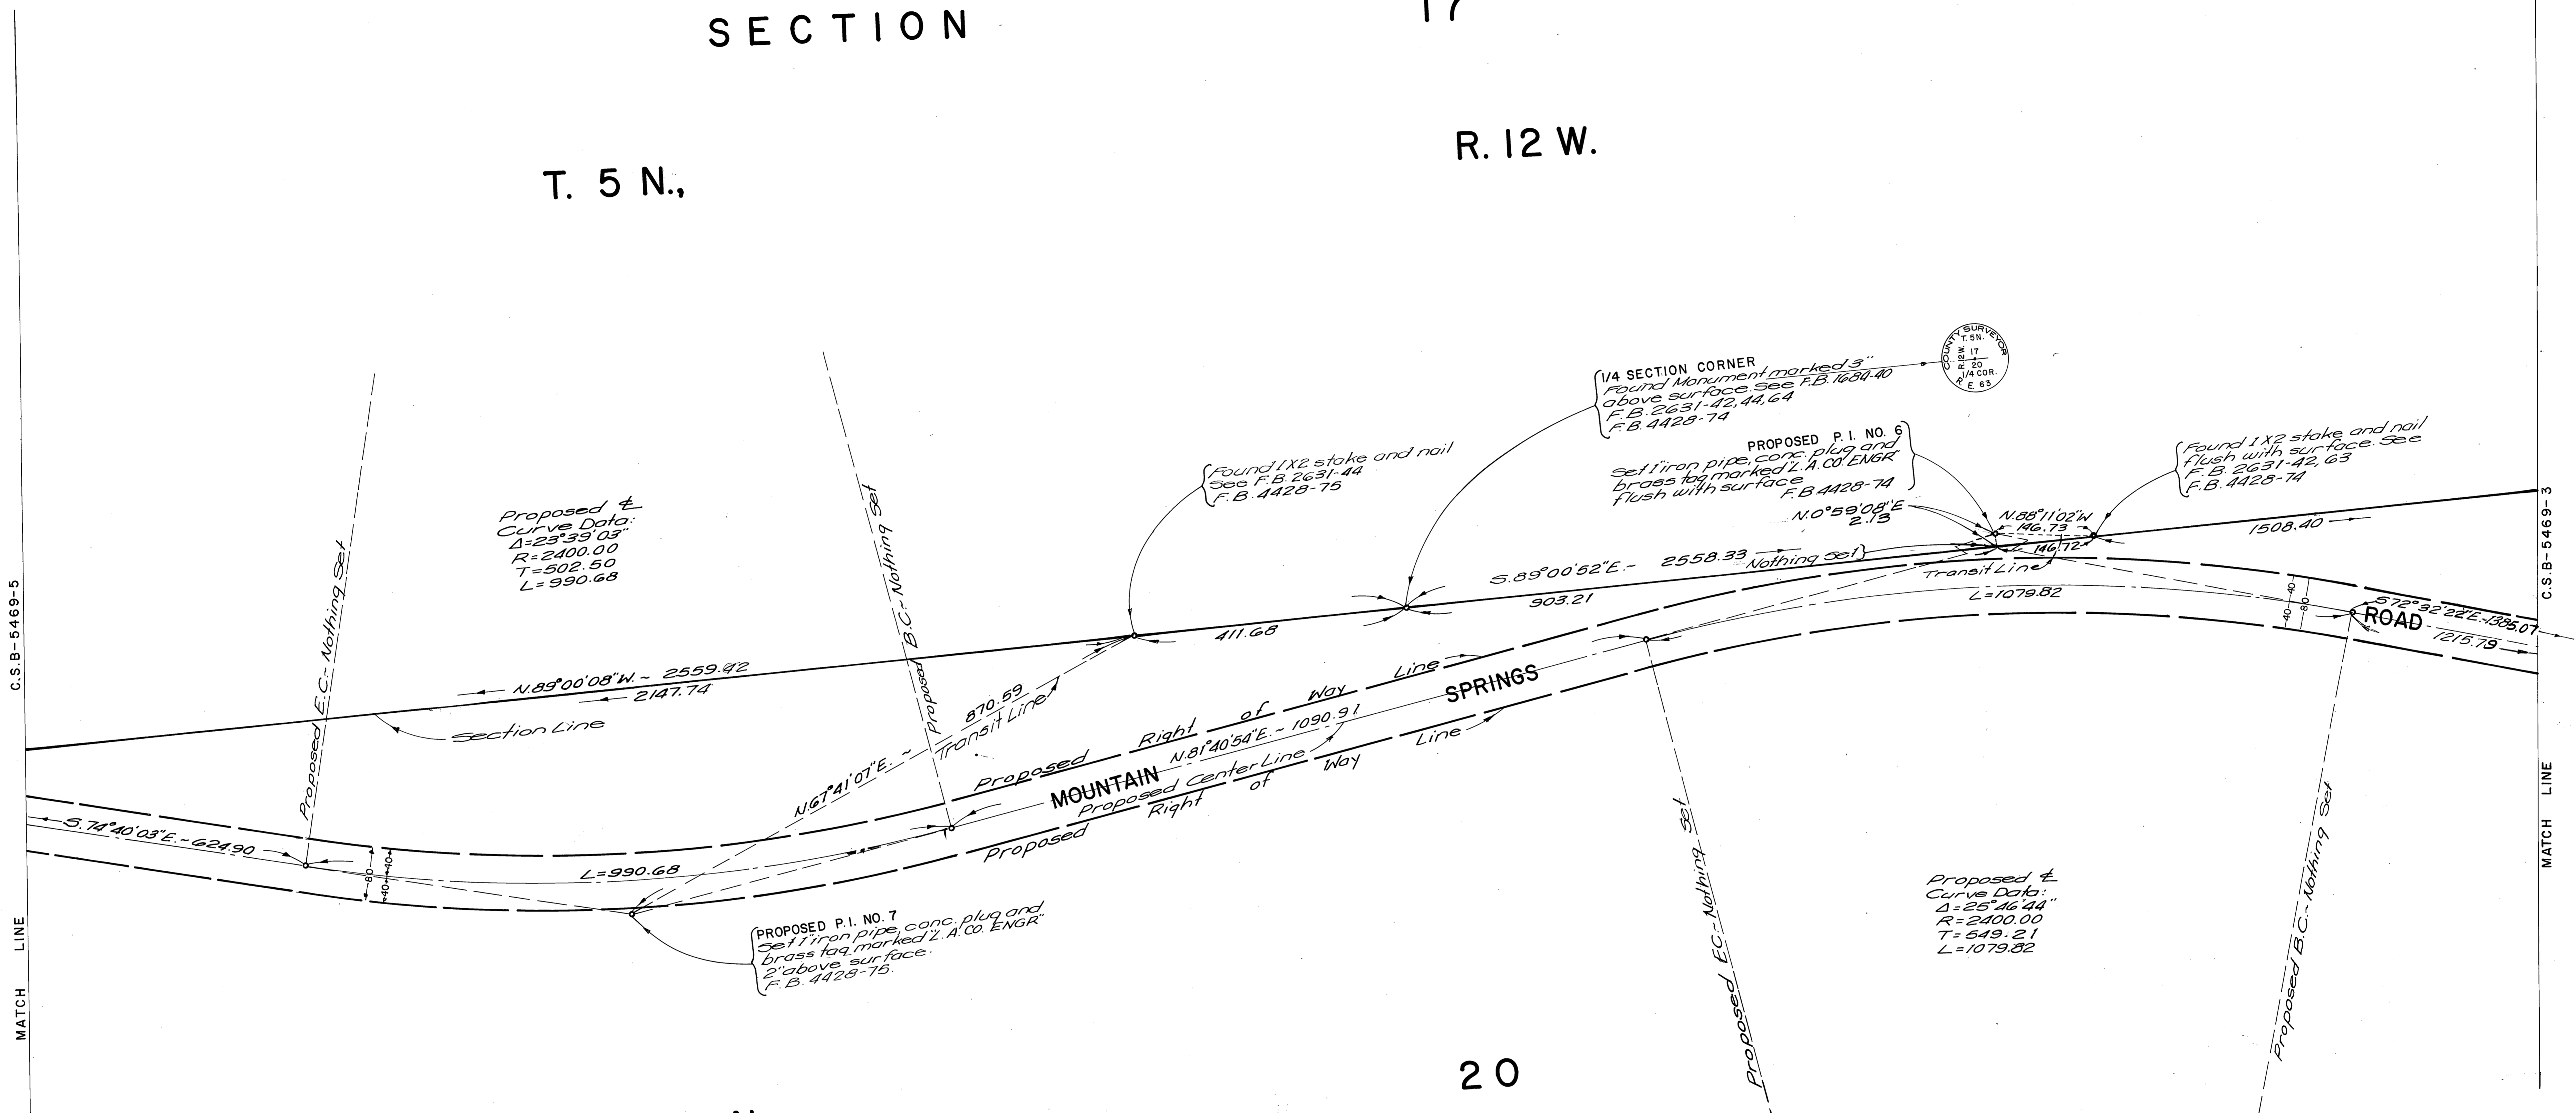 SECTION
17
T. 5 N.,
R. 12 W.
COUNTY SURVEYOR
T. 5N.
R. 12W.
17
20
1/4 COR.
R E. 63
1/4 SECTION CORNER
Found Monument marked 3"
above surface. See F.B. 1684-40
F.B. 2631-42,44,64
F.B. 4428-74
PROPOSED P. I. NO. 6
Set 1" iron pipe, conc. plug and
brass tag marked "L.A. CO. ENGR"
flush with surface
F.B. 4428-74
Found 1X2 stake and nail
flush with surface. See
F.B. 2631-42, 63
F.B. 4428-74
Found 1X2 stake and nail
See F.B. 2631-44
F.B. 4428-75
Proposed ℄
Curve Data:
Δ=23°39'03"
R=2400.00
T=502.50
L=990.68
N.0°59'08"E
2.13
N.88°11'02"W
146.73
146.72
1508.40
Nothing Set
S.89°00'52"E.~ 2558.33
903.21
Transit Line
L=1079.82
40
40
80
S72°32'22"E.~1385.07
ROAD
1215.79
411.68
N.89°00'08"W.~ 2559.42
2147.74
Section Line
Proposed E.C.-Nothing Set
Proposed B.C.-Nothing Set
N.67°41'07"E.~ 870.59
Transit Line
Proposed Right of Way Line
MOUNTAIN SPRINGS
N.81°40'54"E.~ 1090.91
Proposed Center Line
Proposed Right of Way Line
S.74°40'03"E.~624.90
80
40
40
L=990.68
PROPOSED P. I. NO. 7
Set 1" iron pipe, conc. plug and
brass tag marked "L.A. CO. ENGR"
2" above surface.
F.B. 4428-75.
Proposed EC.-Nothing Set
Proposed ℄
Curve Data:
Δ=25°46'44"
R=2400.00
T=549.21
L=1079.82
Proposed B.C.-Nothing Set
20
MATCH LINE C.S.B-5469-5
MATCH LINE C.S.B-5469-3